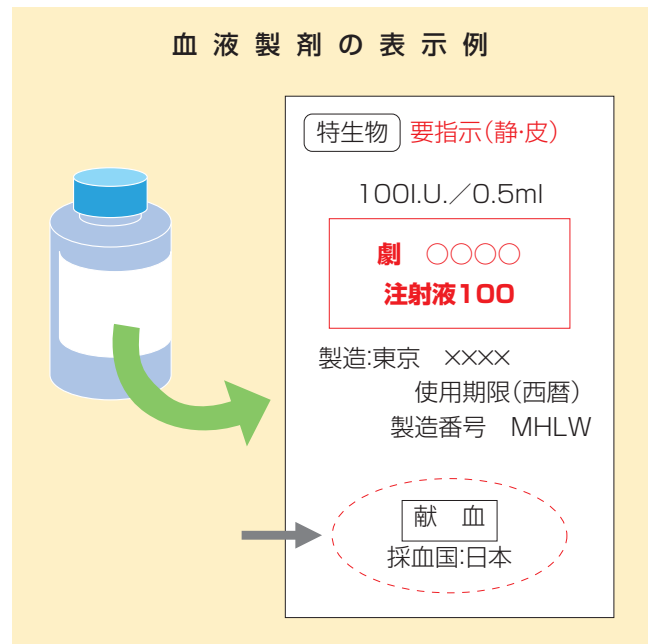 血液製剤の表示例
特生物 要指示(静・皮)
100I.U./0.5ml
劇 ○○○○
注射液100
製造:東京 ××××
使用期限(西暦)
製造番号 MHLW
献 血
採血国:日本